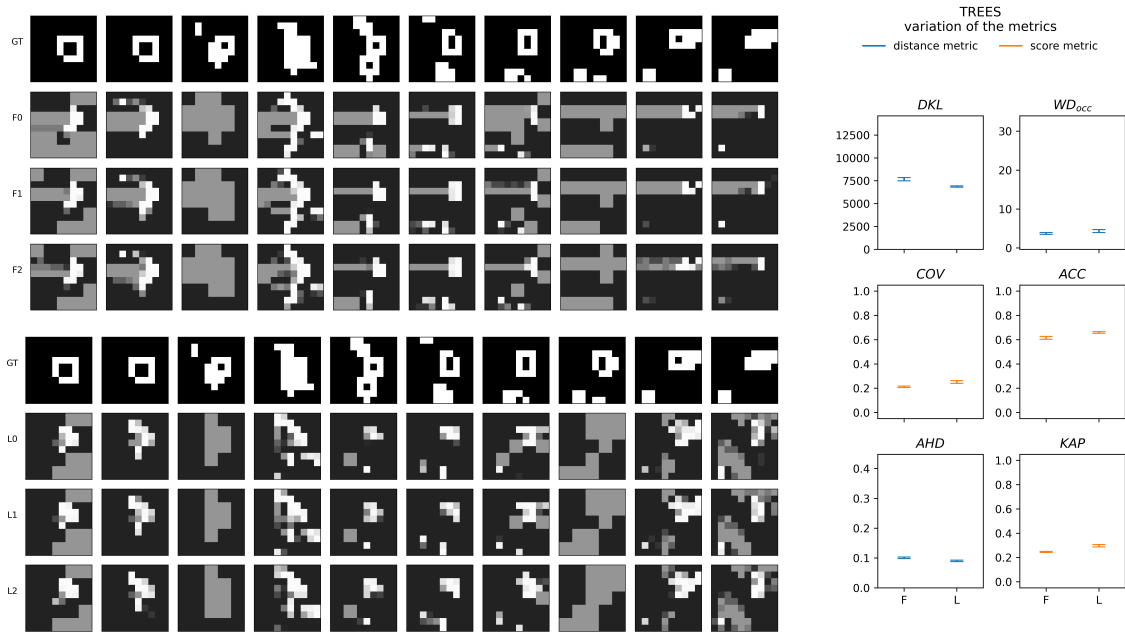 TREES
variation of the metrics
distance metric score metric
GT
F0
F1
F2
GT
L0
L1
L2
DKL
12500
10000
7500
5000
2500
0
WDocc
30
20
10
0
COV
1.0
0.8
0.6
0.4
0.2
0.0
ACC
1.0
0.8
0.6
0.4
0.2
0.0
AHD
0.4
0.3
0.2
0.1
0.0
F L
KAP
1.0
0.8
0.6
0.4
0.2
0.0
F L